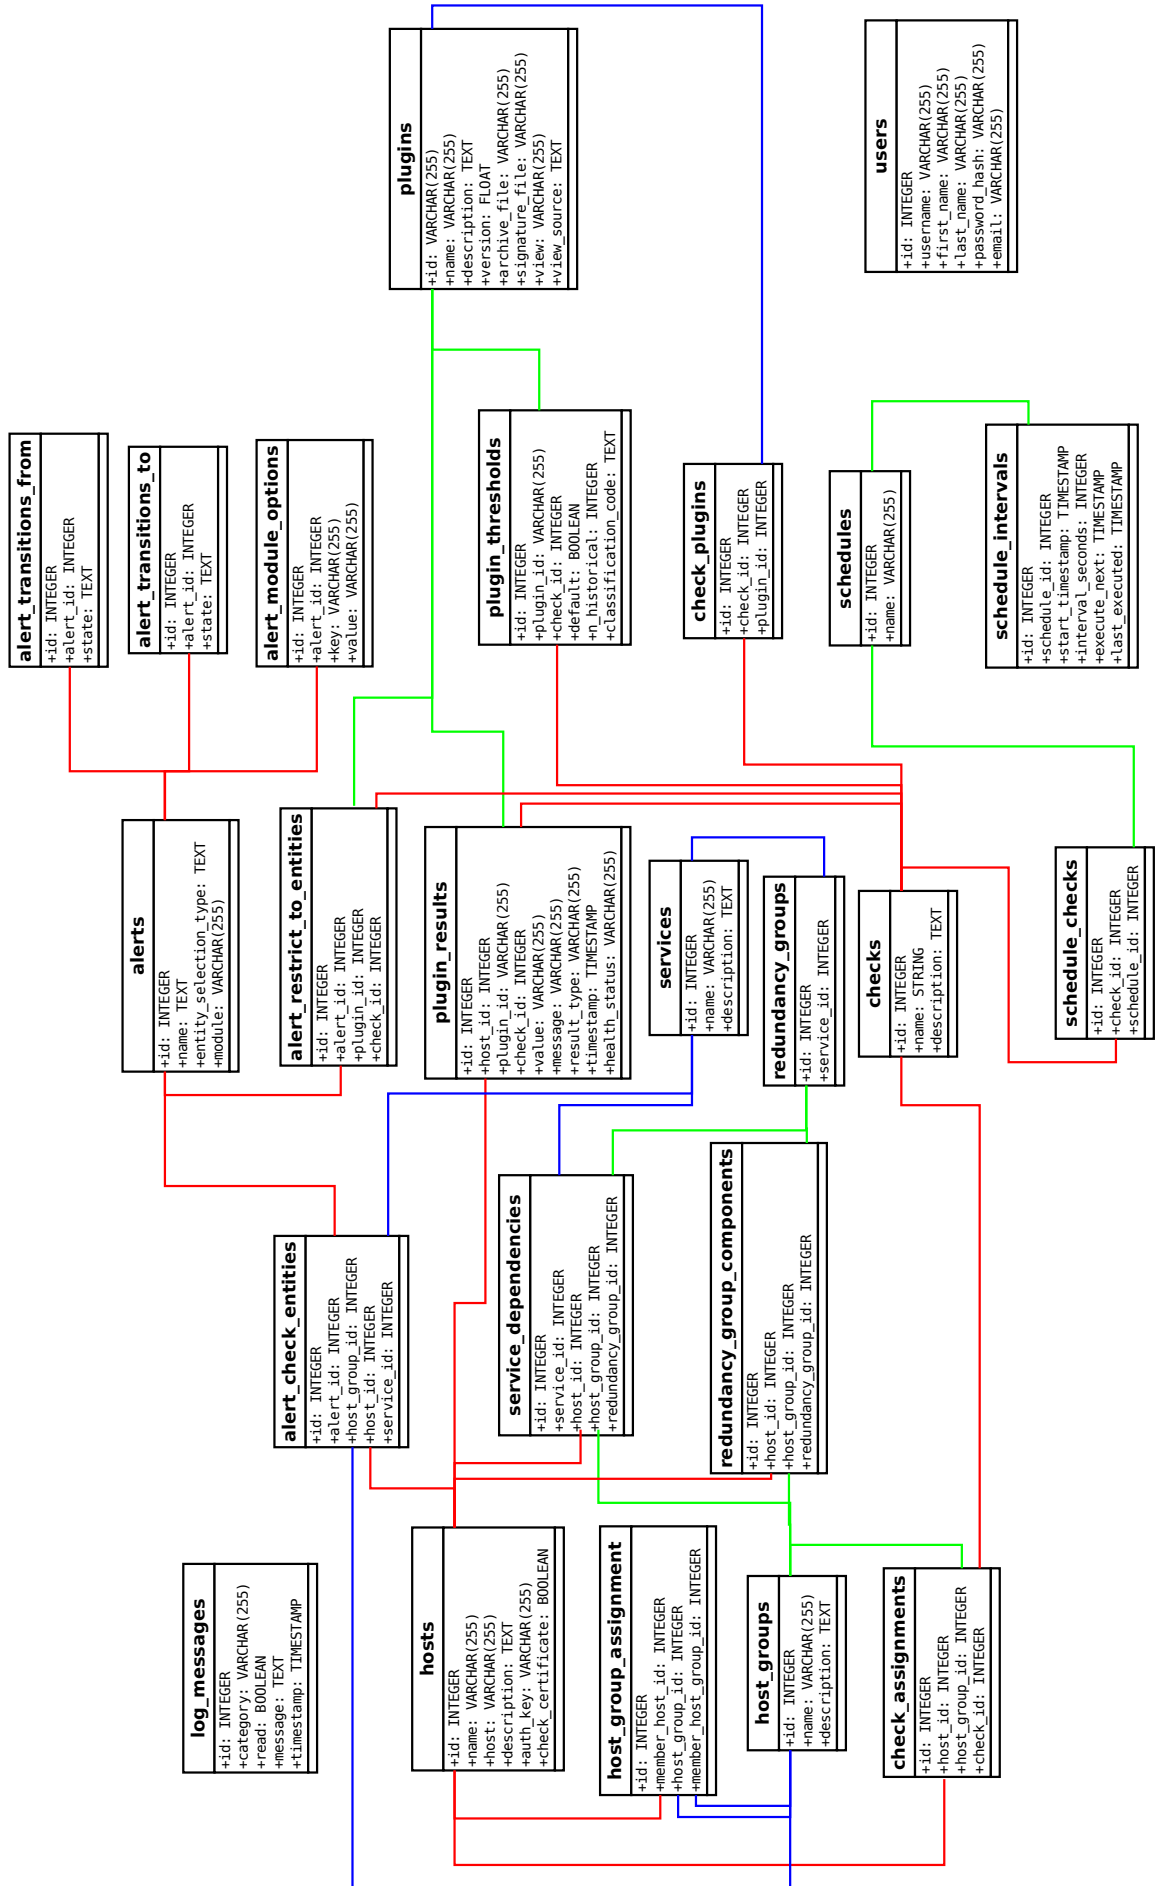 plugins
+id: VARCHAR(255)
+name: VARCHAR(255)
+description: TEXT
+version: FLOAT
+archive_file: VARCHAR(255)
+signature_file: VARCHAR(255)
+view: VARCHAR(255)
+view_source: TEXT
users
+id: INTEGER
+username: VARCHAR(255)
+first_name: VARCHAR(255)
+last_name: VARCHAR(255)
+password_hash: VARCHAR(255)
+email: VARCHAR(255)
alert_transitions_from
+id: INTEGER
+alert_id: INTEGER
+state: TEXT
alert_transitions_to
+id: INTEGER
+alert_id: INTEGER
+state: TEXT
alert_module_options
+id: INTEGER
+alert_id: INTEGER
+key: VARCHAR(255)
+value: VARCHAR(255)
plugin_thresholds
+id: INTEGER
+plugin_id: VARCHAR(255)
+check_id: INTEGER
+default: BOOLEAN
+n_historical: INTEGER
+classification_code: TEXT
check_plugins
+id: INTEGER
+check_id: INTEGER
+plugin_id: INTEGER
schedules
+id: INTEGER
+name: VARCHAR(255)
schedule_intervals
+id: INTEGER
+schedule_id: INTEGER
+start_timestamp: TIMESTAMP
+interval_seconds: INTEGER
+execute_next: TIMESTAMP
+last_executed: TIMESTAMP
alerts
+id: INTEGER
+name: TEXT
+entity_selection_type: TEXT
+module: VARCHAR(255)
alert_restrict_to_entities
+id: INTEGER
+alert_id: INTEGER
+plugin_id: INTEGER
+check_id: INTEGER
plugin_results
+id: INTEGER
+host_id: INTEGER
+plugin_id: VARCHAR(255)
+check_id: INTEGER
+value: VARCHAR(255)
+message: VARCHAR(255)
+result_type: VARCHAR(255)
+timestamp: TIMESTAMP
+health_status: VARCHAR(255)
services
+id: INTEGER
+name: VARCHAR(255)
+description: TEXT
redundancy_groups
+id: INTEGER
+service_id: INTEGER
checks
+id: INTEGER
+name: STRING
+description: TEXT
schedule_checks
+id: INTEGER
+check_id: INTEGER
+schedule_id: INTEGER
alert_check_entities
+id: INTEGER
+alert_id: INTEGER
+host_group_id: INTEGER
+host_id: INTEGER
+service_id: INTEGER
service_dependencies
+id: INTEGER
+service_id: INTEGER
+host_id: INTEGER
+host_group_id: INTEGER
+redundancy_group_id: INTEGER
redundancy_group_components
+id: INTEGER
+host_id: INTEGER
+host_group_id: INTEGER
+redundancy_group_id: INTEGER
log_messages
+id: INTEGER
+category: VARCHAR(255)
+read: BOOLEAN
+message: TEXT
+timestamp: TIMESTAMP
hosts
+id: INTEGER
+name: VARCHAR(255)
+host: VARCHAR(255)
+description: TEXT
+auth_key: VARCHAR(255)
+check_certificate: BOOLEAN
host_group_assignment
+id: INTEGER
+member_host_id: INTEGER
+host_group_id: INTEGER
+member_host_group_id: INTEGER
host_groups
+id: INTEGER
+name: VARCHAR(255)
+description: TEXT
check_assignments
+id: INTEGER
+host_id: INTEGER
+host_group_id: INTEGER
+check_id: INTEGER